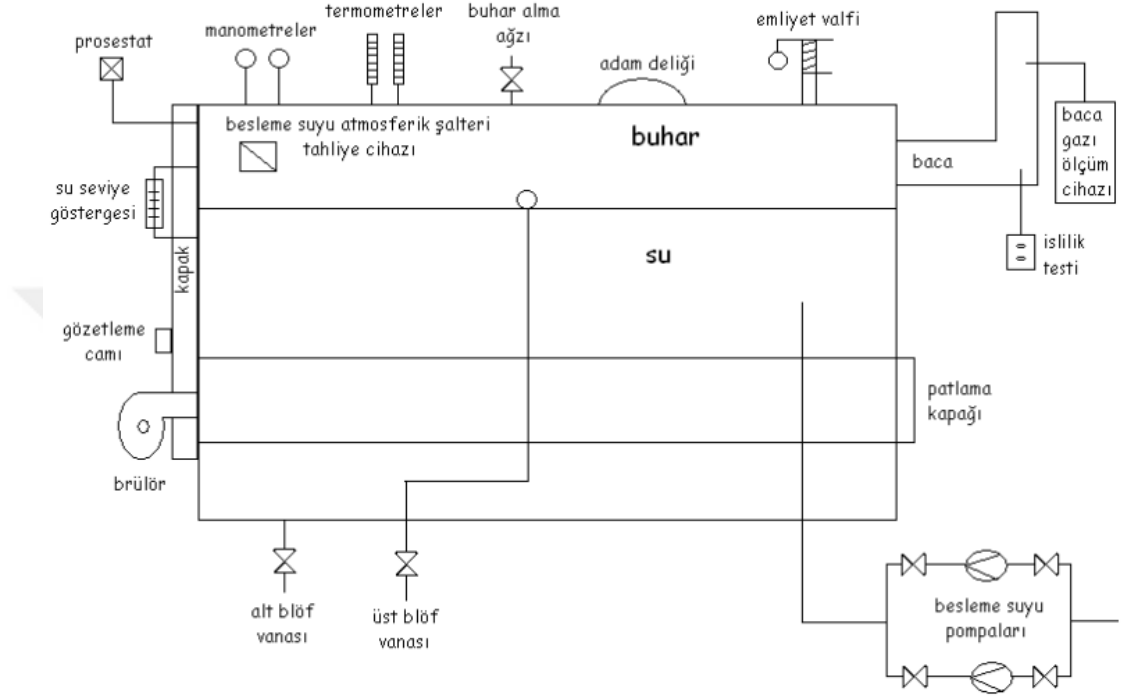 prosestat
manometreler
termometreler
buhar alma
ağzı
adam deliği
emliyet valfi
besleme suyu atmosferik şalteri
tahliye cihazı
buhar
baca
baca
gazı
ölçüm
cihazı
su seviye
göstergesi
kapak
su
islilik
testi
gözetleme
camı
patlama
kapağı
brülör
alt blöf
vanası
üst blöf
vanası
besleme suyu
pompaları